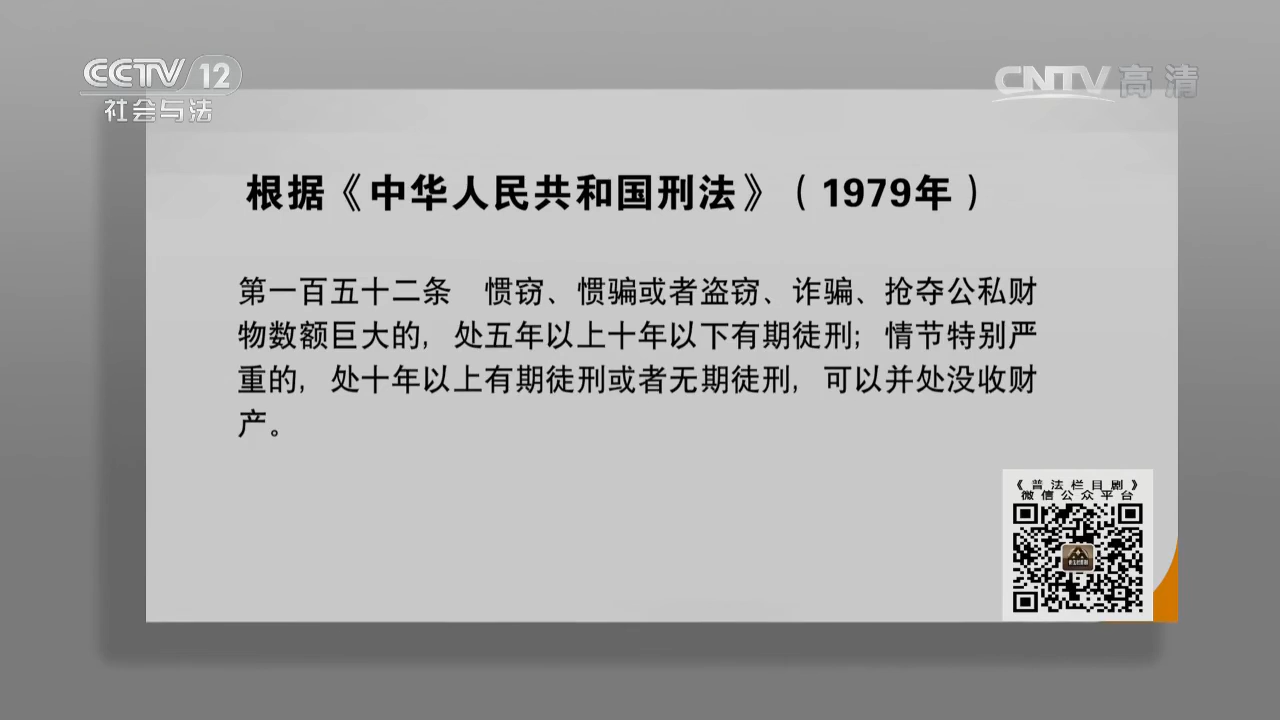 CCTV 12
社会与法
CNTV 高清
根据《中华人民共和国刑法》（1979年）
第一百五十二条　惯窃、惯骗或者盗窃、诈骗、抢夺公私财
物数额巨大的，处五年以上十年以下有期徒刑；情节特别严
重的，处十年以上有期徒刑或者无期徒刑，可以并处没收财
产。
《普法栏目剧》
微信公众平台